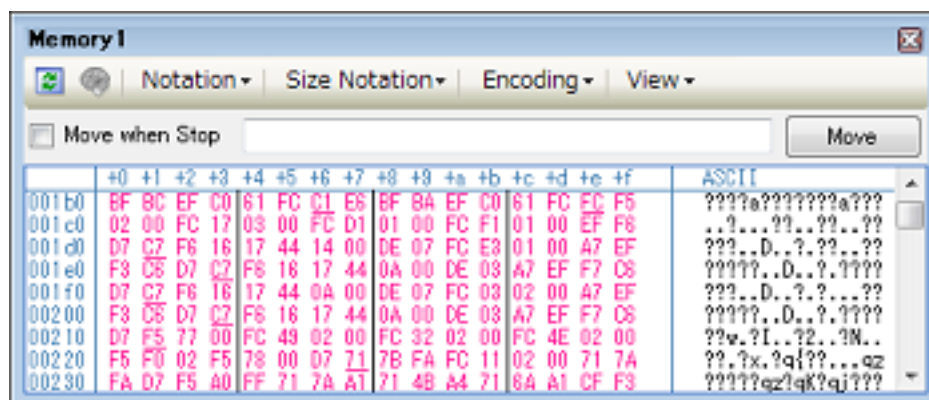 Memory1
Notation Size Notation Encoding View
Move when Stop Move
+0 +1 +2 +3 +4 +5 +6 +7 +8 +9 +a +b +c +d +e +f ASCII
001b0 BF BC EF C0 61 FC C1 E6 BF BA EF C0 61 FC FC F5 ????a???????a???
001c0 02 00 FC 17 03 00 FC D1 01 00 FC F1 01 00 EF F6 ..?...??..??..??
001d0 D7 C7 F6 16 17 44 14 00 DE 07 FC E3 01 00 A7 EF ???..D..?.??..??
001e0 F3 C6 D7 C7 F6 16 17 44 0A 00 DE 03 A7 EF F7 C6 ?????..D..?.????
001f0 D7 C7 F6 16 17 44 0A 00 DE 07 FC 03 02 00 A7 EF ???..D..?.?...??
00200 F3 C6 D7 C7 F6 16 17 44 0A 00 DE 03 A7 EF F7 C6 ?????..D..?.????
00210 D7 F5 77 00 FC 49 02 00 FC 32 02 00 FC 4E 02 00 ??w.?I..?2..?N..
00220 F5 F0 02 F5 78 00 D7 71 7B FA FC 11 02 00 71 7A ??.?x.?q{??...qz
00230 FA D7 F5 A0 FF 71 7A A1 71 4B A4 71 6A A1 CF F3 ?????qz?qK?qj???